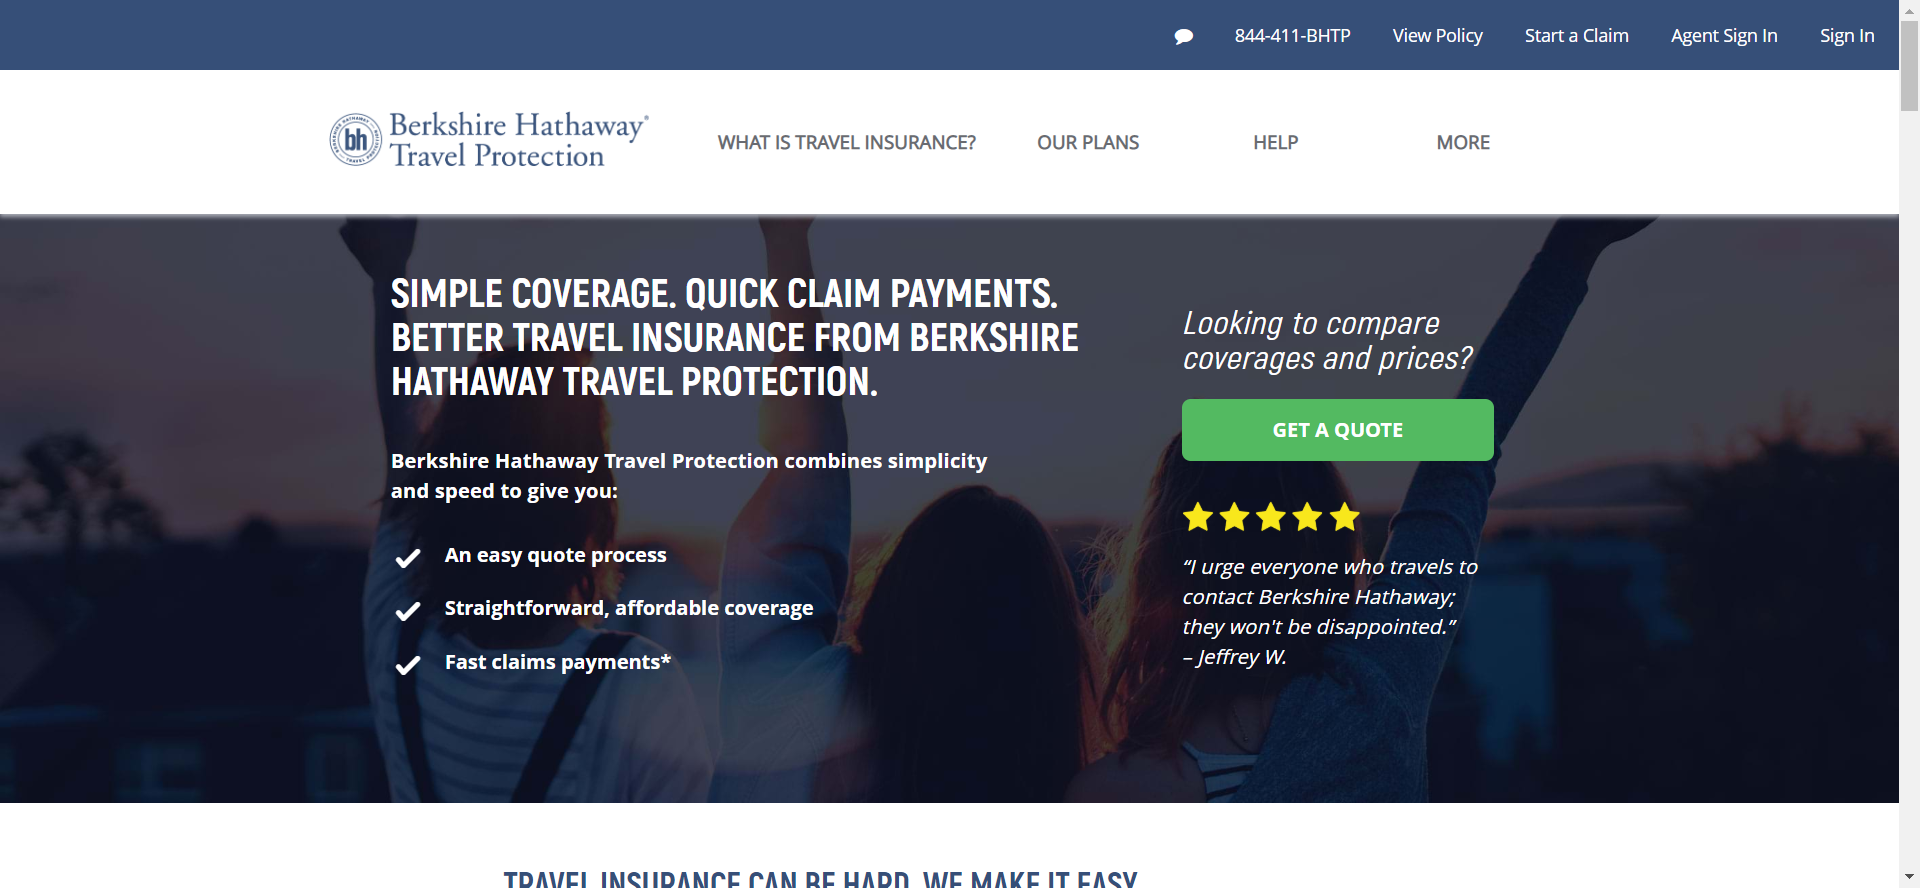 844-411-BHTP
View Policy
Start a Claim
Agent Sign In
Sign In
bh
Berkshire Hathaway®
Travel Protection
WHAT IS TRAVEL INSURANCE?
OUR PLANS
HELP
MORE
SIMPLE COVERAGE. QUICK CLAIM PAYMENTS.
BETTER TRAVEL INSURANCE FROM BERKSHIRE
HATHAWAY TRAVEL PROTECTION.
Berkshire Hathaway Travel Protection combines simplicity
and speed to give you:
An easy quote process
Straightforward, affordable coverage
Fast claims payments*
Looking to compare
coverages and prices?
GET A QUOTE
“I urge everyone who travels to
contact Berkshire Hathaway;
they won't be disappointed.”
– Jeffrey W.
TRAVEL INSURANCE CAN BE HARD. WE MAKE IT EASY